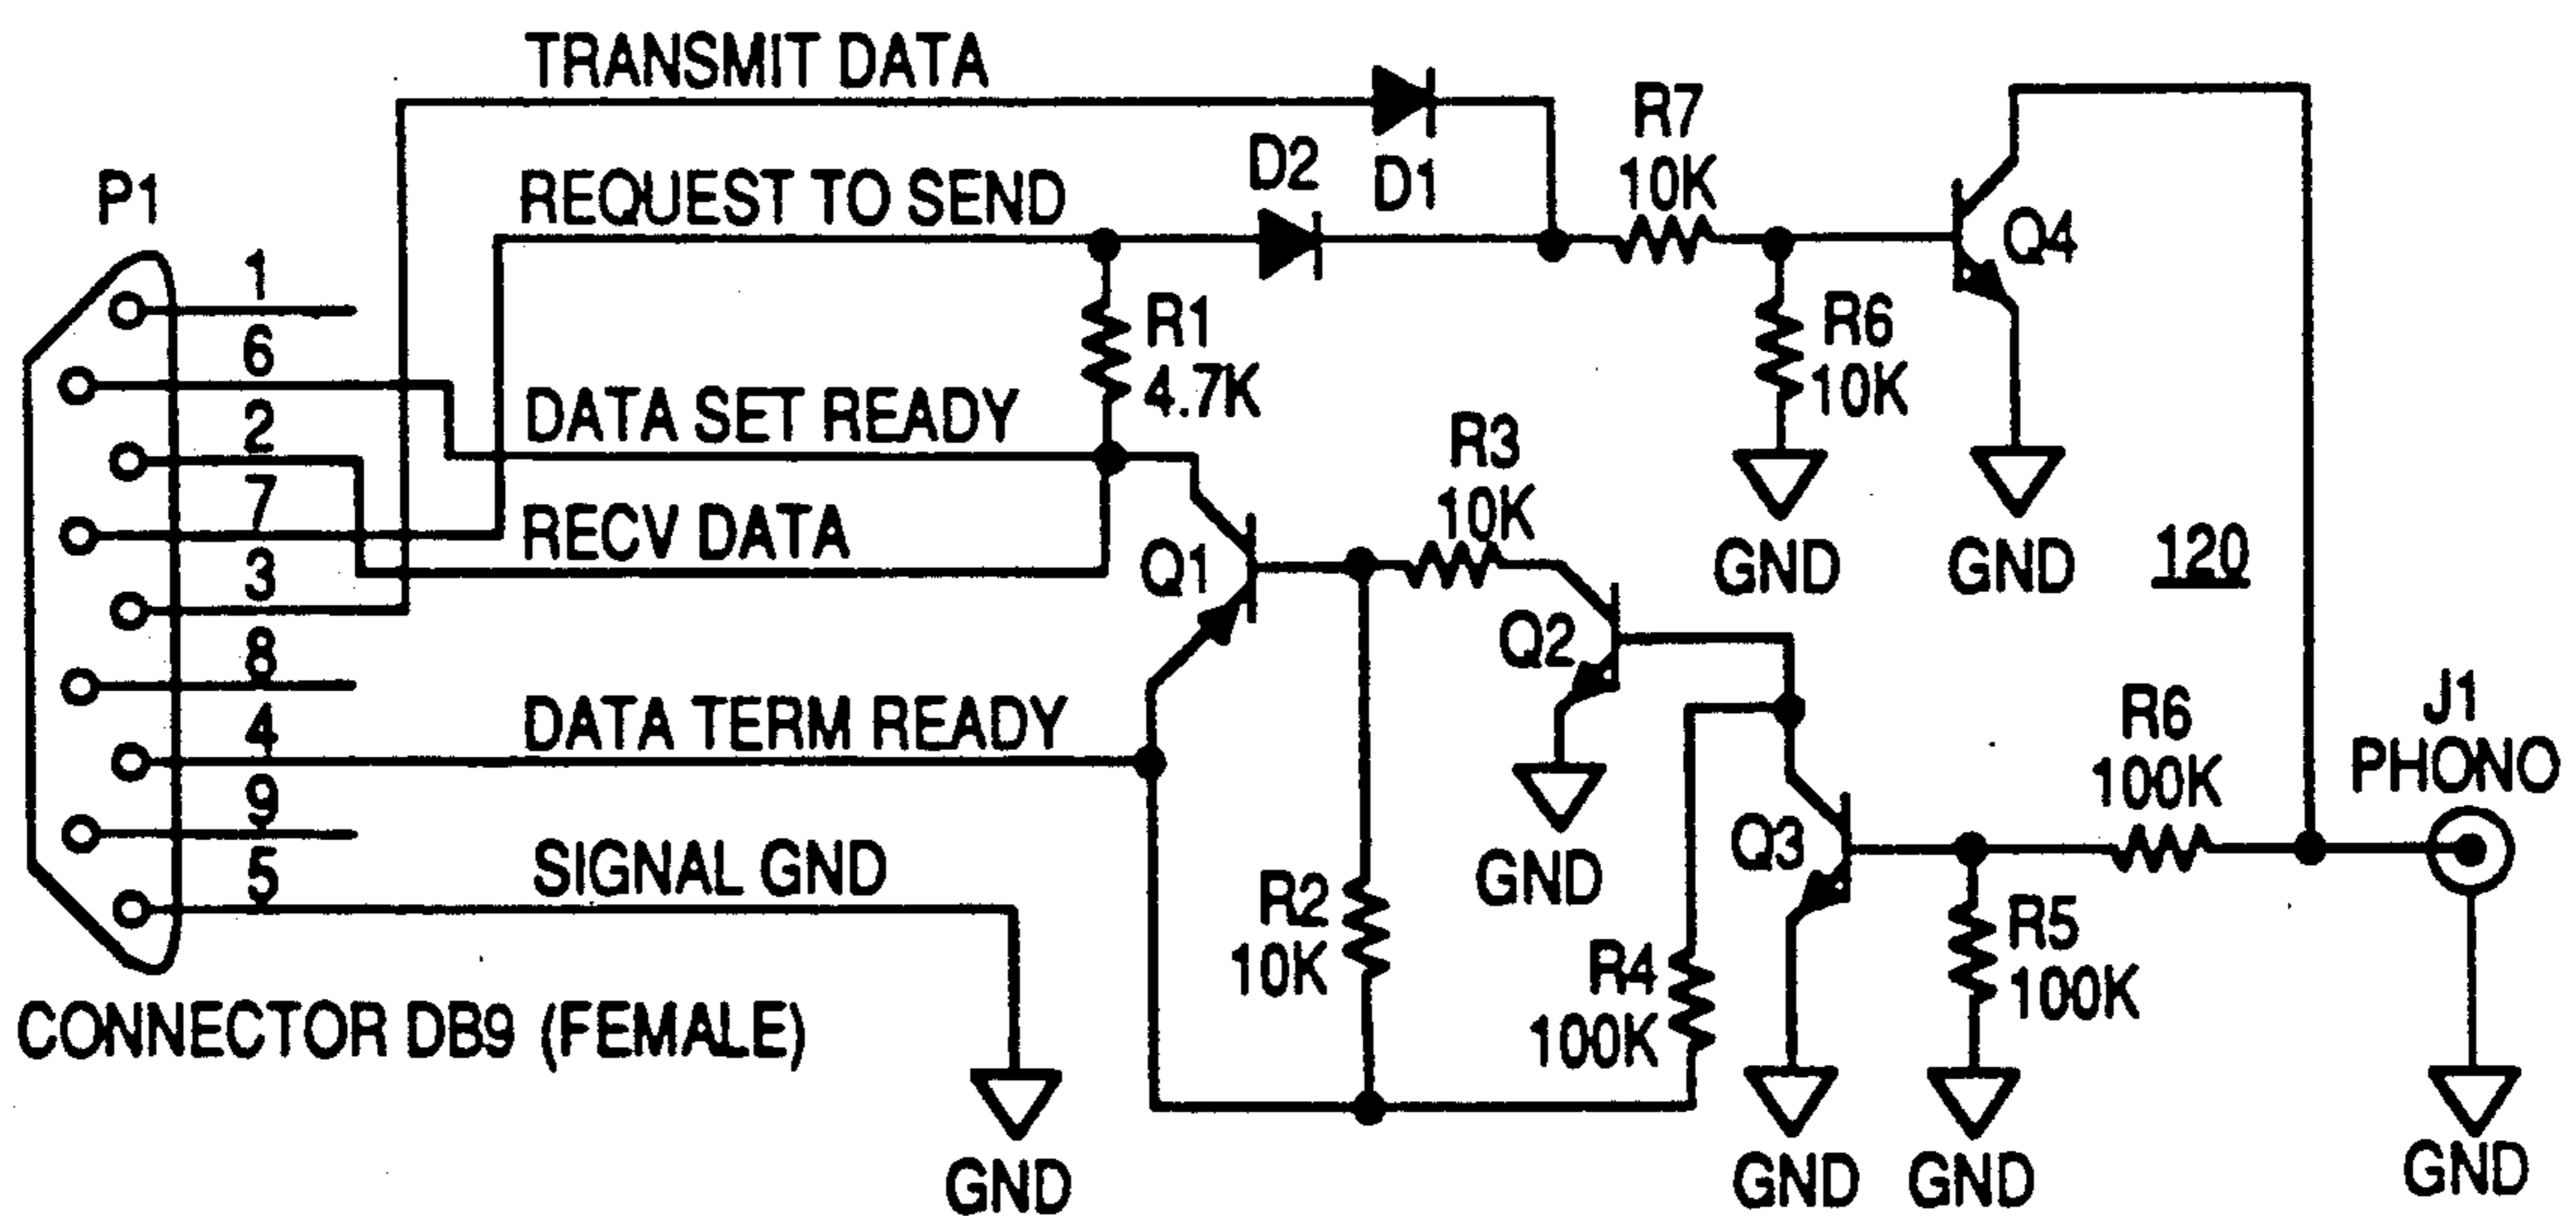 TRANSMIT DATA
R7
10K
D2
D1
P1
REQUEST TO SEND
Q4
1
R1
4.7K
R6
10K
6
DATA SET READY
2
R3
10K
7
RECV DATA
Q1
GND
GND
120
3
Q2
8
J1
PHONO
R6
100K
4
DATA TERM READY
9
Q3
5
SIGNAL GND
GND
R2
10K
R5
100K
R4
100K
CONNECTOR DB9 (FEMALE)
GND
GND
GND
GND